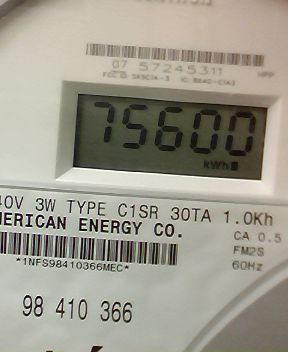 07 57245311
75600
kWh
3W TYPE C1SR 30TA 1.0Kh
MERICAN ENERGY CO.
CA 0.5
FM2S
60Hz
*1NFS98410366MEC*
98 410 366